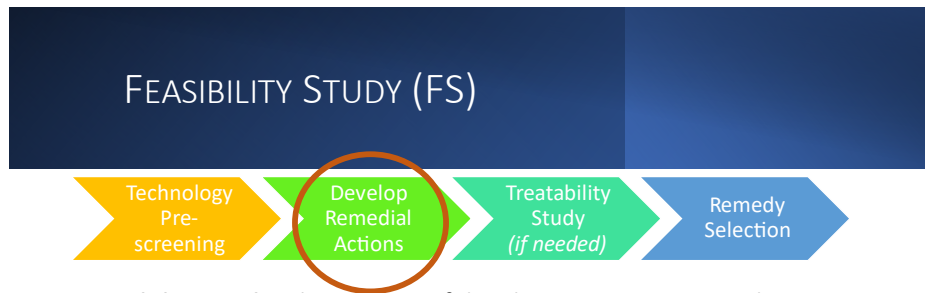 FEASIBILITY STUDY (FS)
Technology
Pre-
screening
Develop
Remedial
Actions
Treatability
Study
(if needed)
Remedy
Selection